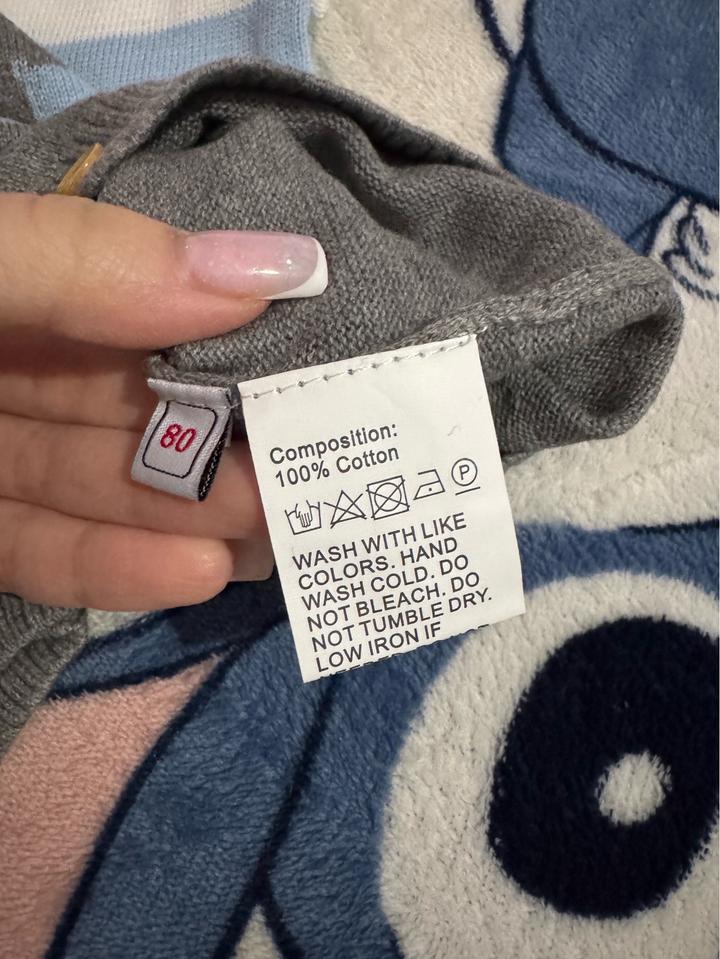 80
Composition:
100% Cotton
P
WASH WITH LIKE
COLORS. HAND
WASH COLD. DO
NOT BLEACH. DO
NOT TUMBLE DRY.
LOW IRON IF